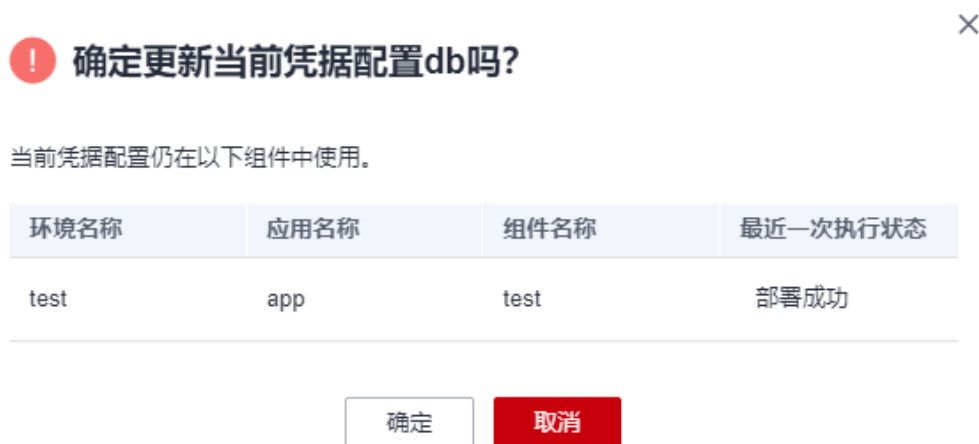 确定更新当前凭据配置db吗?
当前凭据配置仍在以下组件中使用。
环境名称 应用名称 组件名称 最近一次执行状态
test app test 部署成功
确定 取消